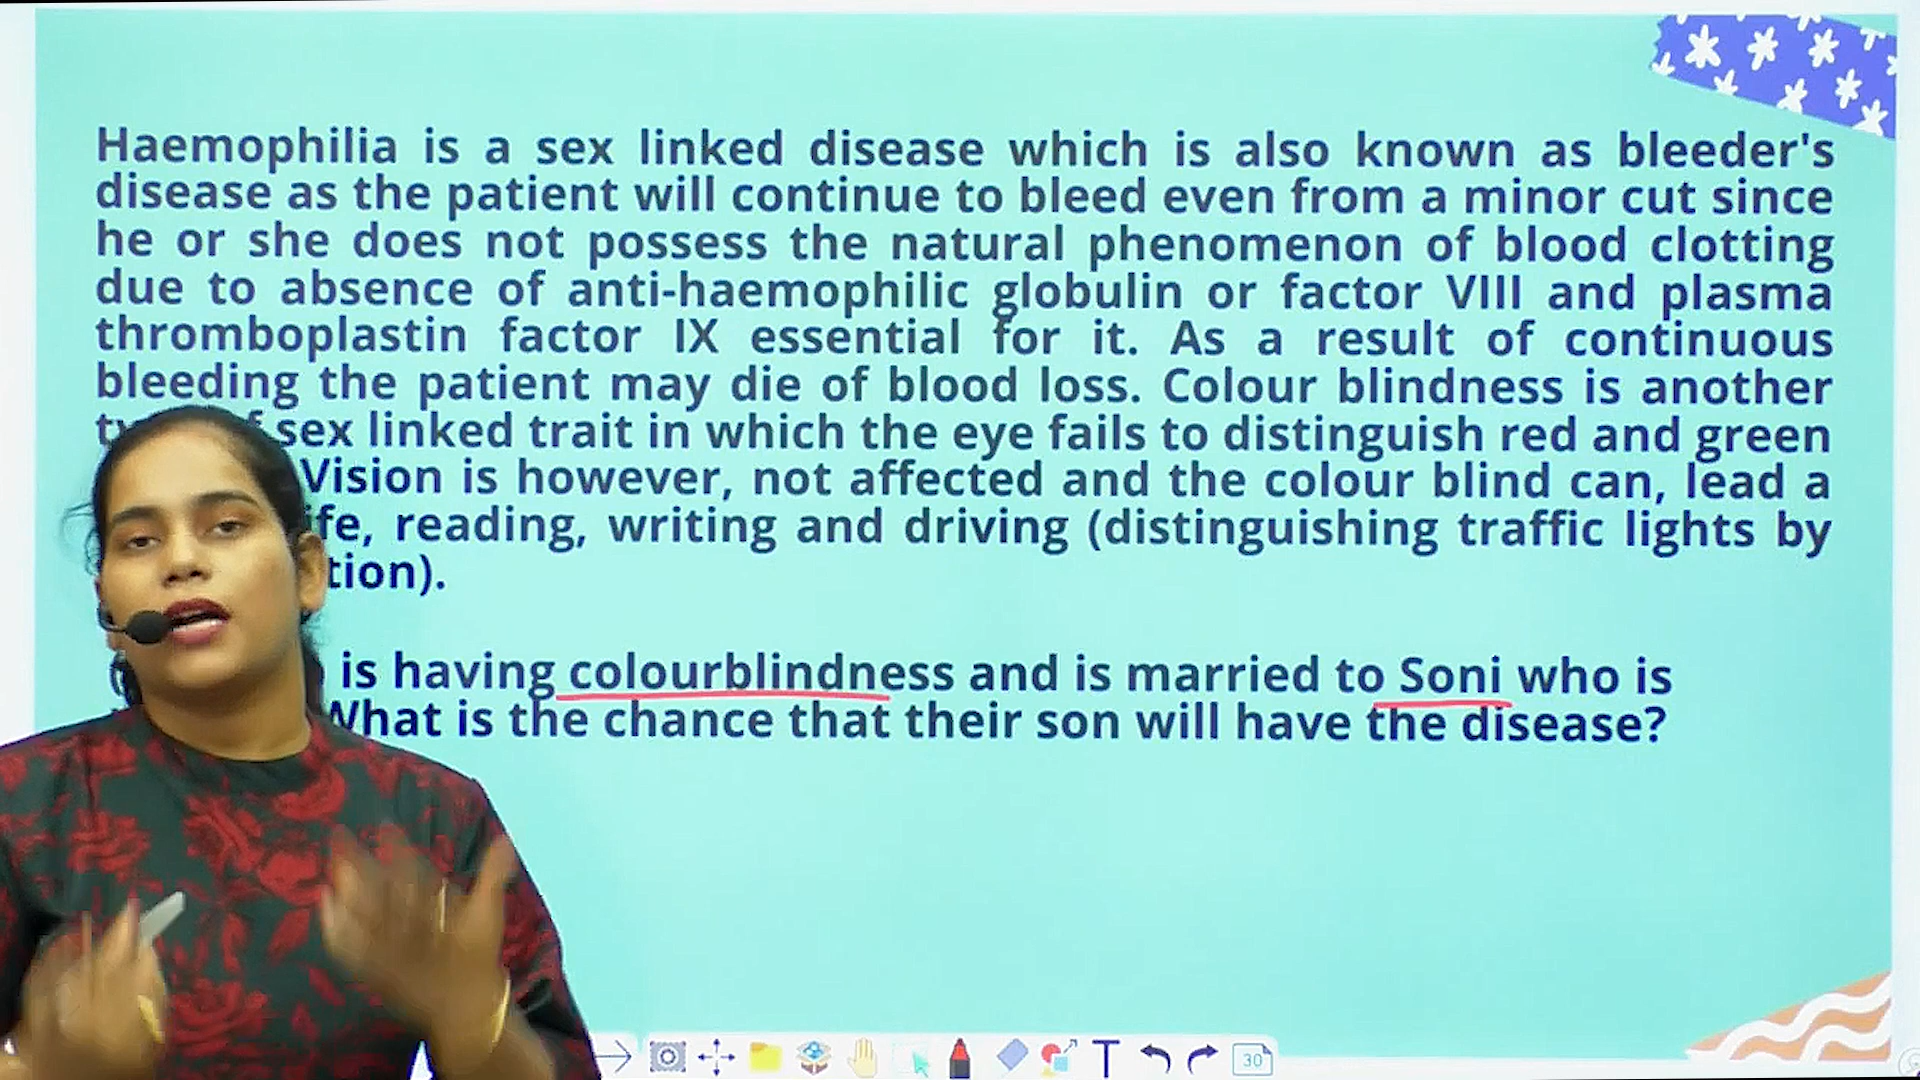 Haemophilia is a sex linked disease which is also known as bleeder's
disease as the patient will continue to bleed even from a minor cut since
he or she does not possess the natural phenomenon of blood clotting
due to absence of anti-haemophilic globulin or factor VIII and plasma
thromboplastin factor IX essential for it. As a result of continuous
bleeding the patient may die of blood loss. Colour blindness is another
sex linked trait in which the eye fails to distinguish red and green
Vision is however, not affected and the colour blind can, lead a
reading, writing and driving (distinguishing traffic lights by
is having colourblindness and is married to Soni who is
What is the chance that their son will have the disease?
30